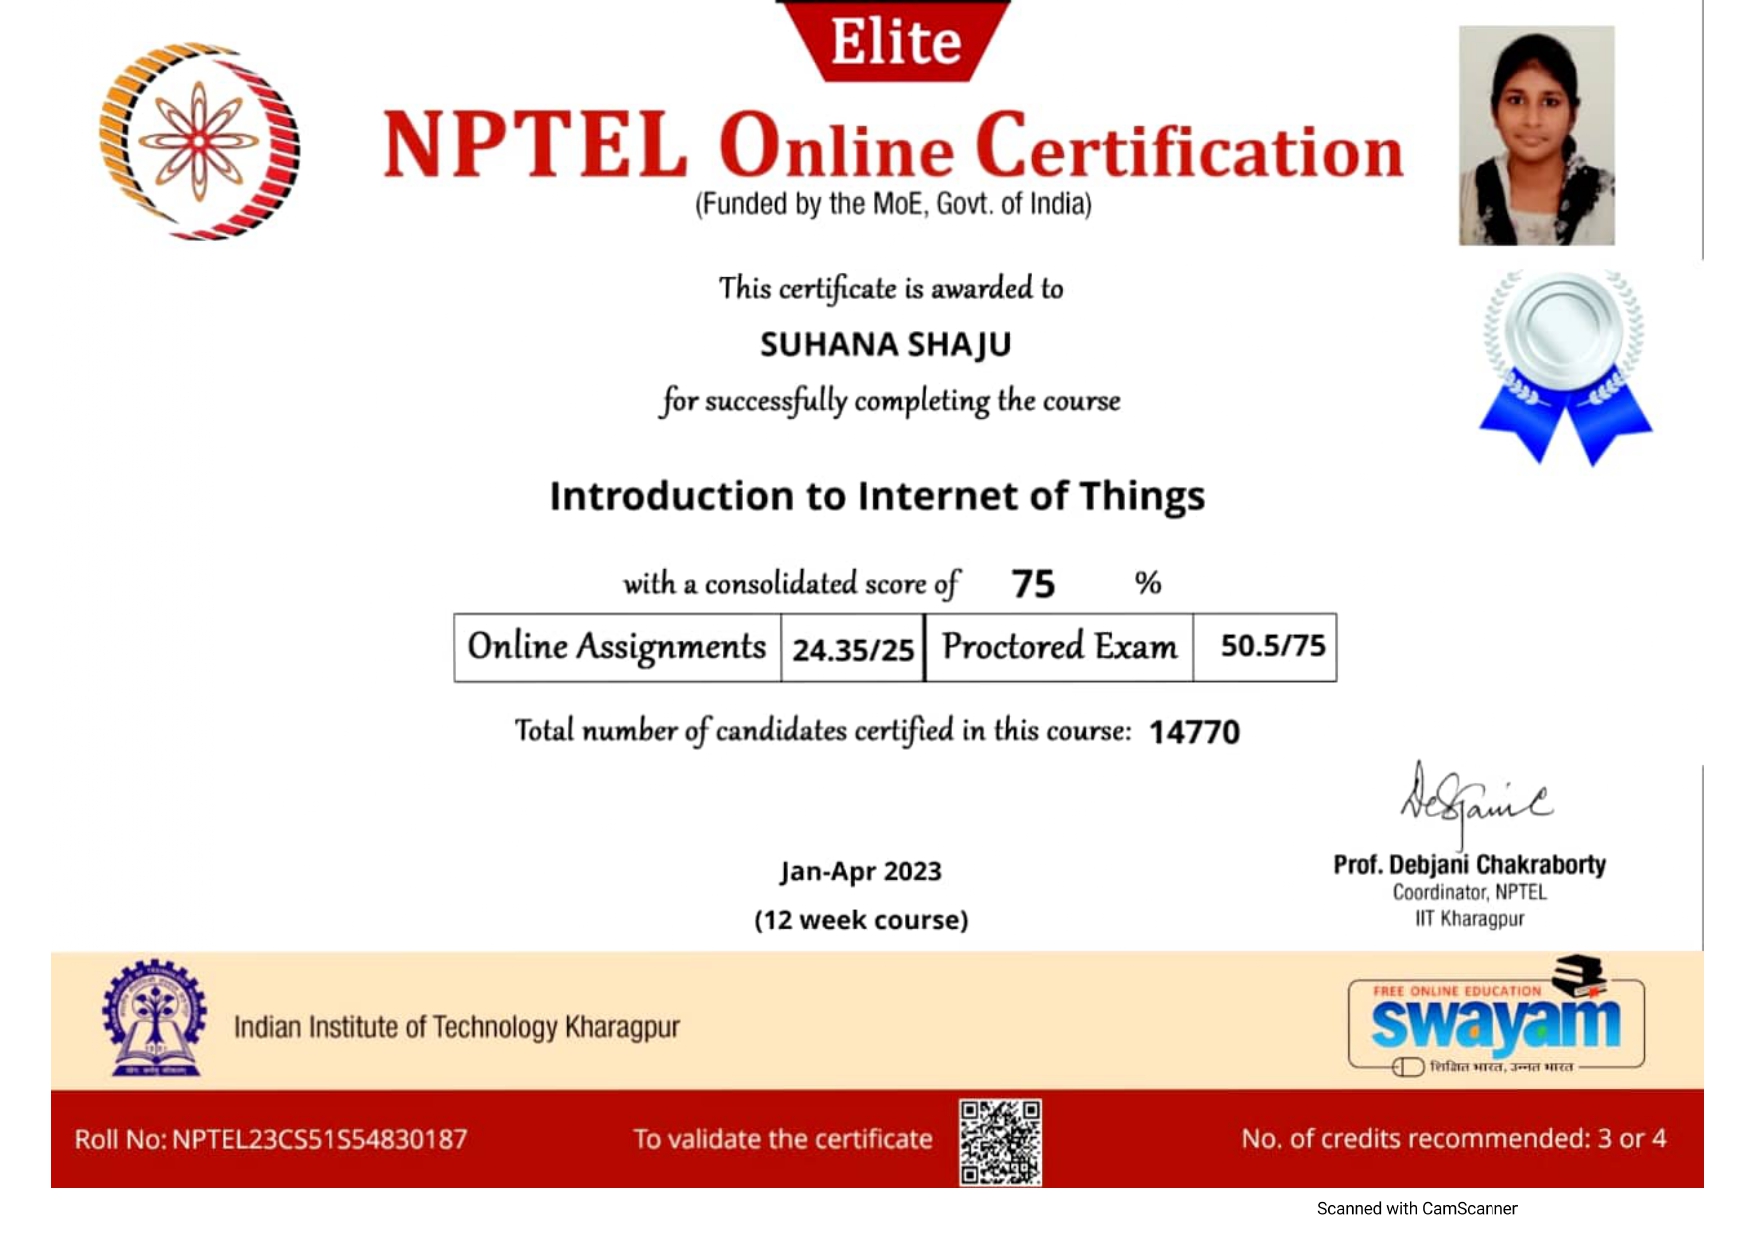 Elite
NPTEL Online Certification
(Funded by the MoE, Govt. of India)
This certificate is awarded to
SUHANA SHAJU
for successfully completing the course
Introduction to Internet of Things
with a consolidated score of 75 %
Online Assignments 24.35/25 Proctored Exam 50.5/75
Total number of candidates certified in this course: 14770
Jan-Apr 2023
(12 week course)
Prof. Debjani Chakraborty
Coordinator, NPTEL
IIT Kharagpur
Indian Institute of Technology Kharagpur
FREE ONLINE EDUCATION
swayam
शिक्षित भारत, उन्नत भारत
Roll No: NPTEL23CS51S54830187
To validate the certificate
No. of credits recommended: 3 or 4
Scanned with CamScanner